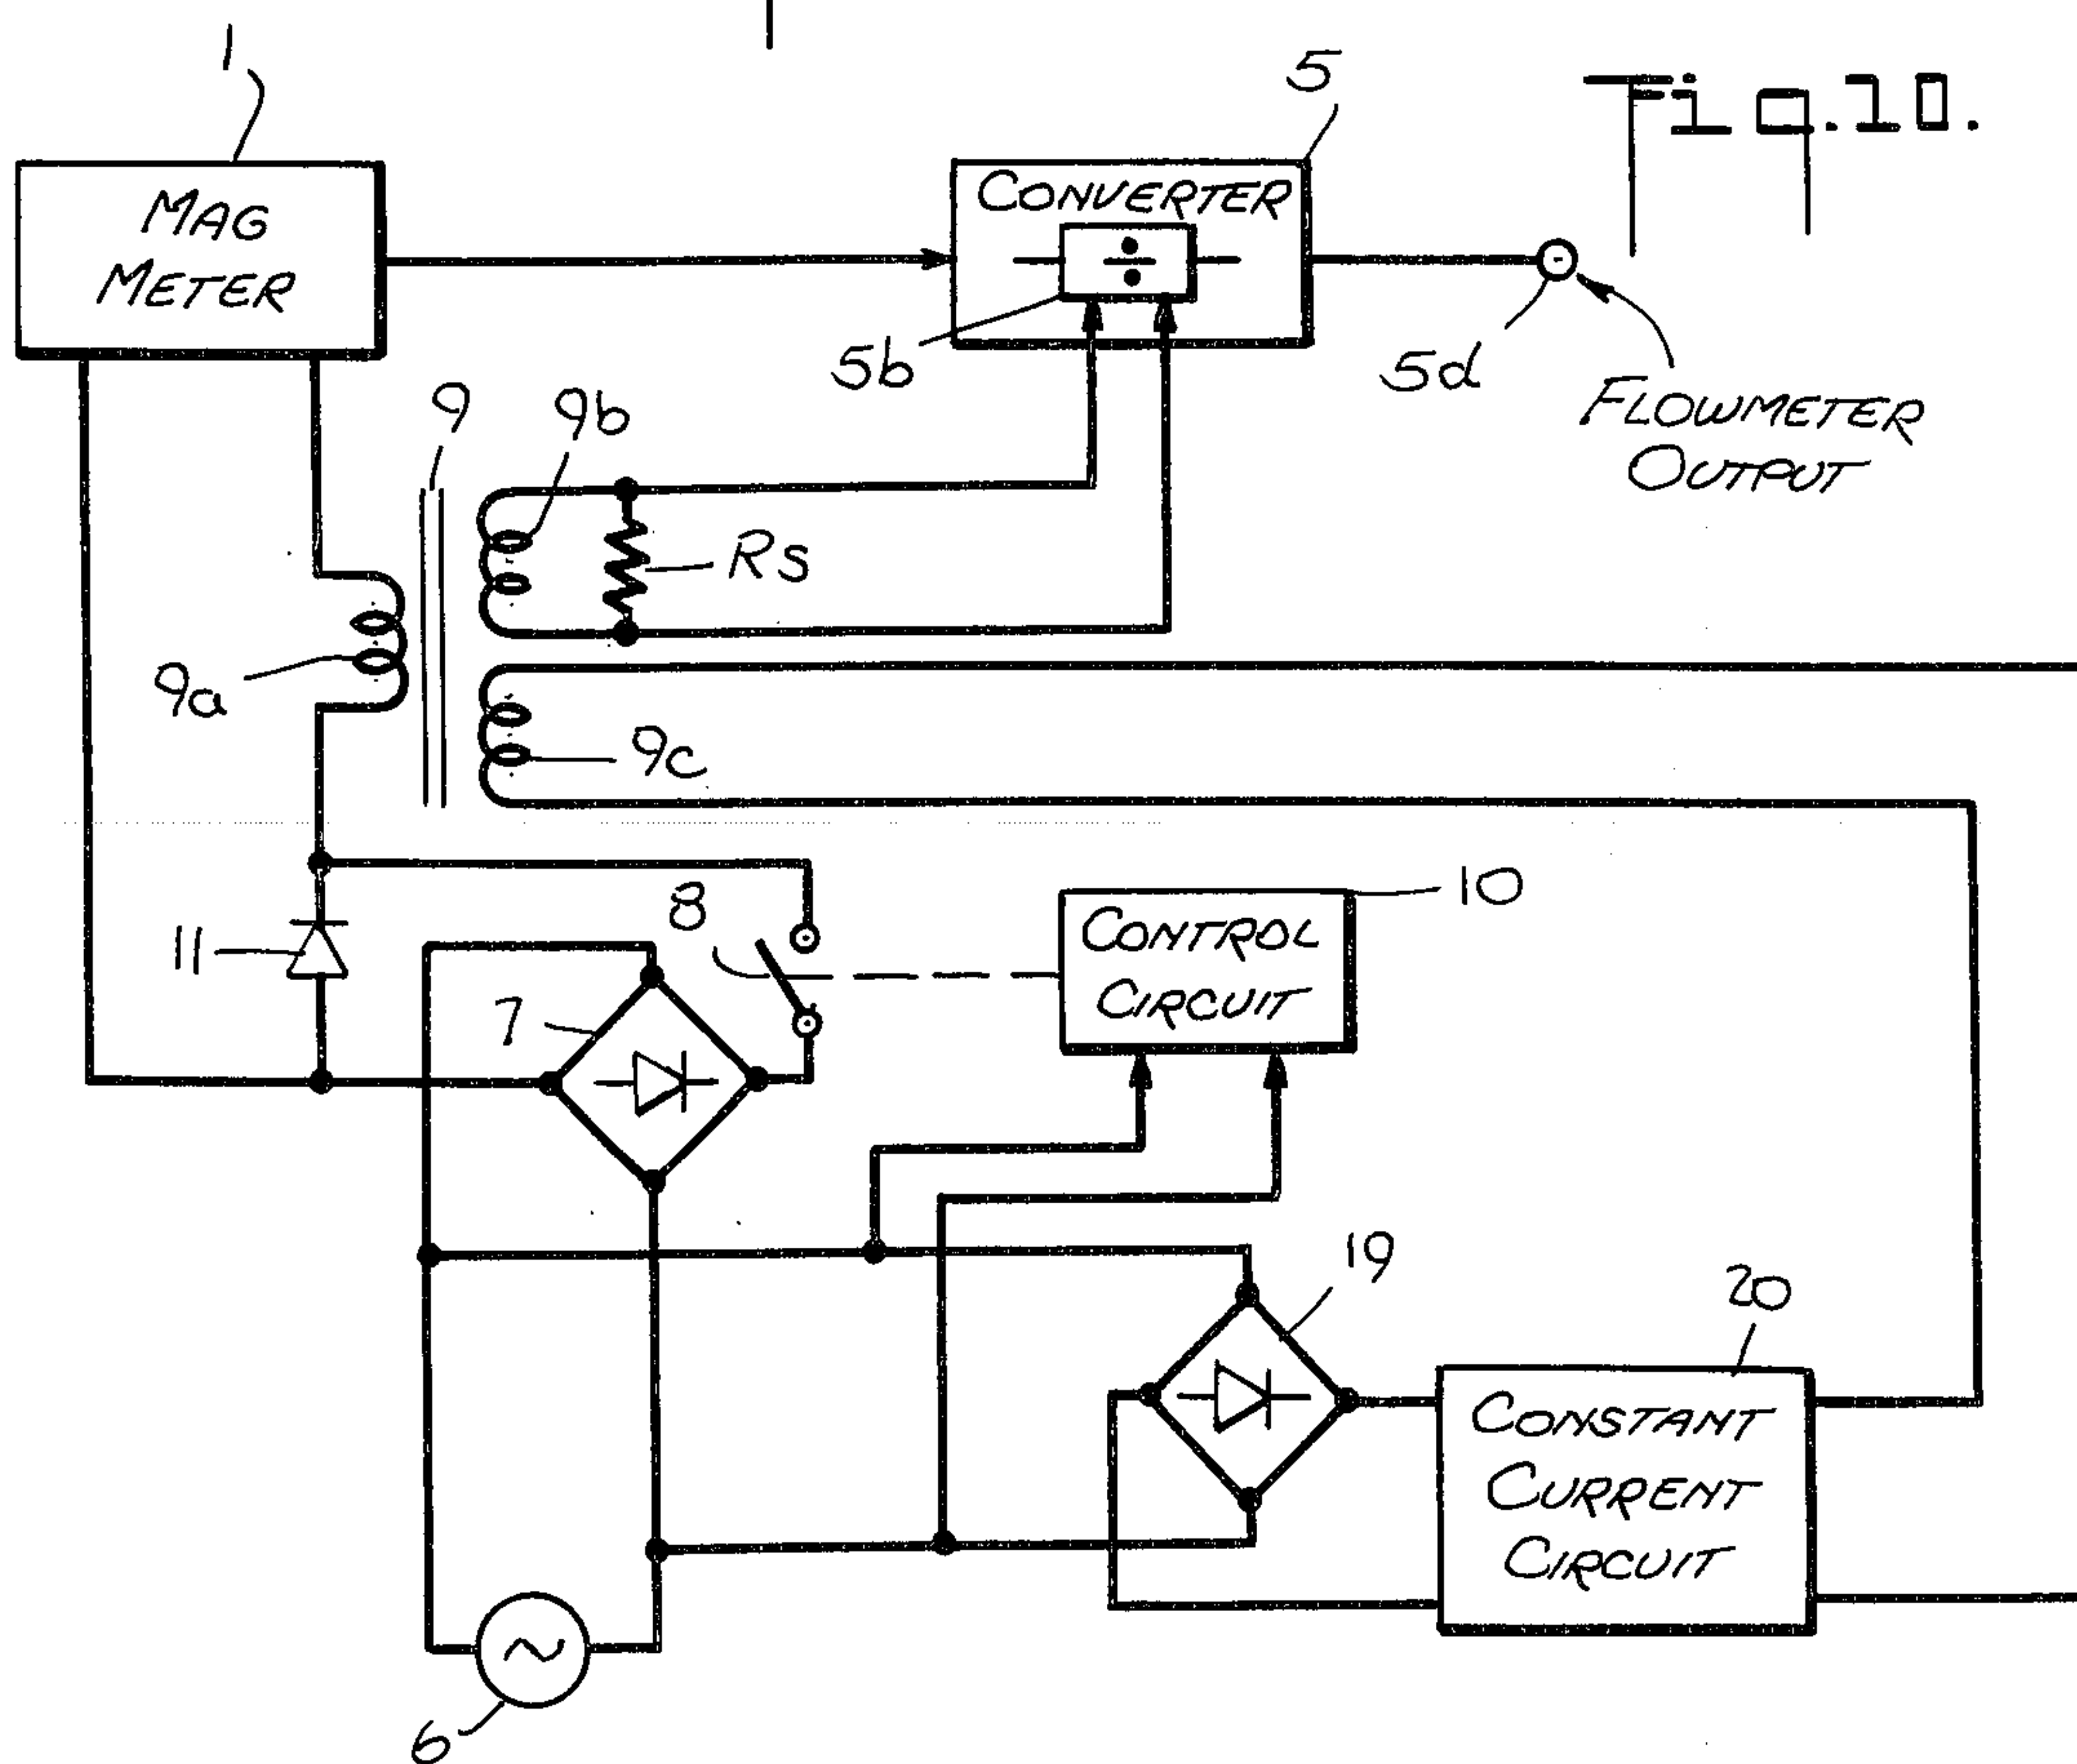 Fig.10.
1
MAG
METER
5
CONVERTER
÷
5b
5d
FLOWMETER
OUTPUT
9
9b
RS
9a
9c
8
10
CONTROL
CIRCUIT
11
7
19
20
CONSTANT
CURRENT
CIRCUIT
6